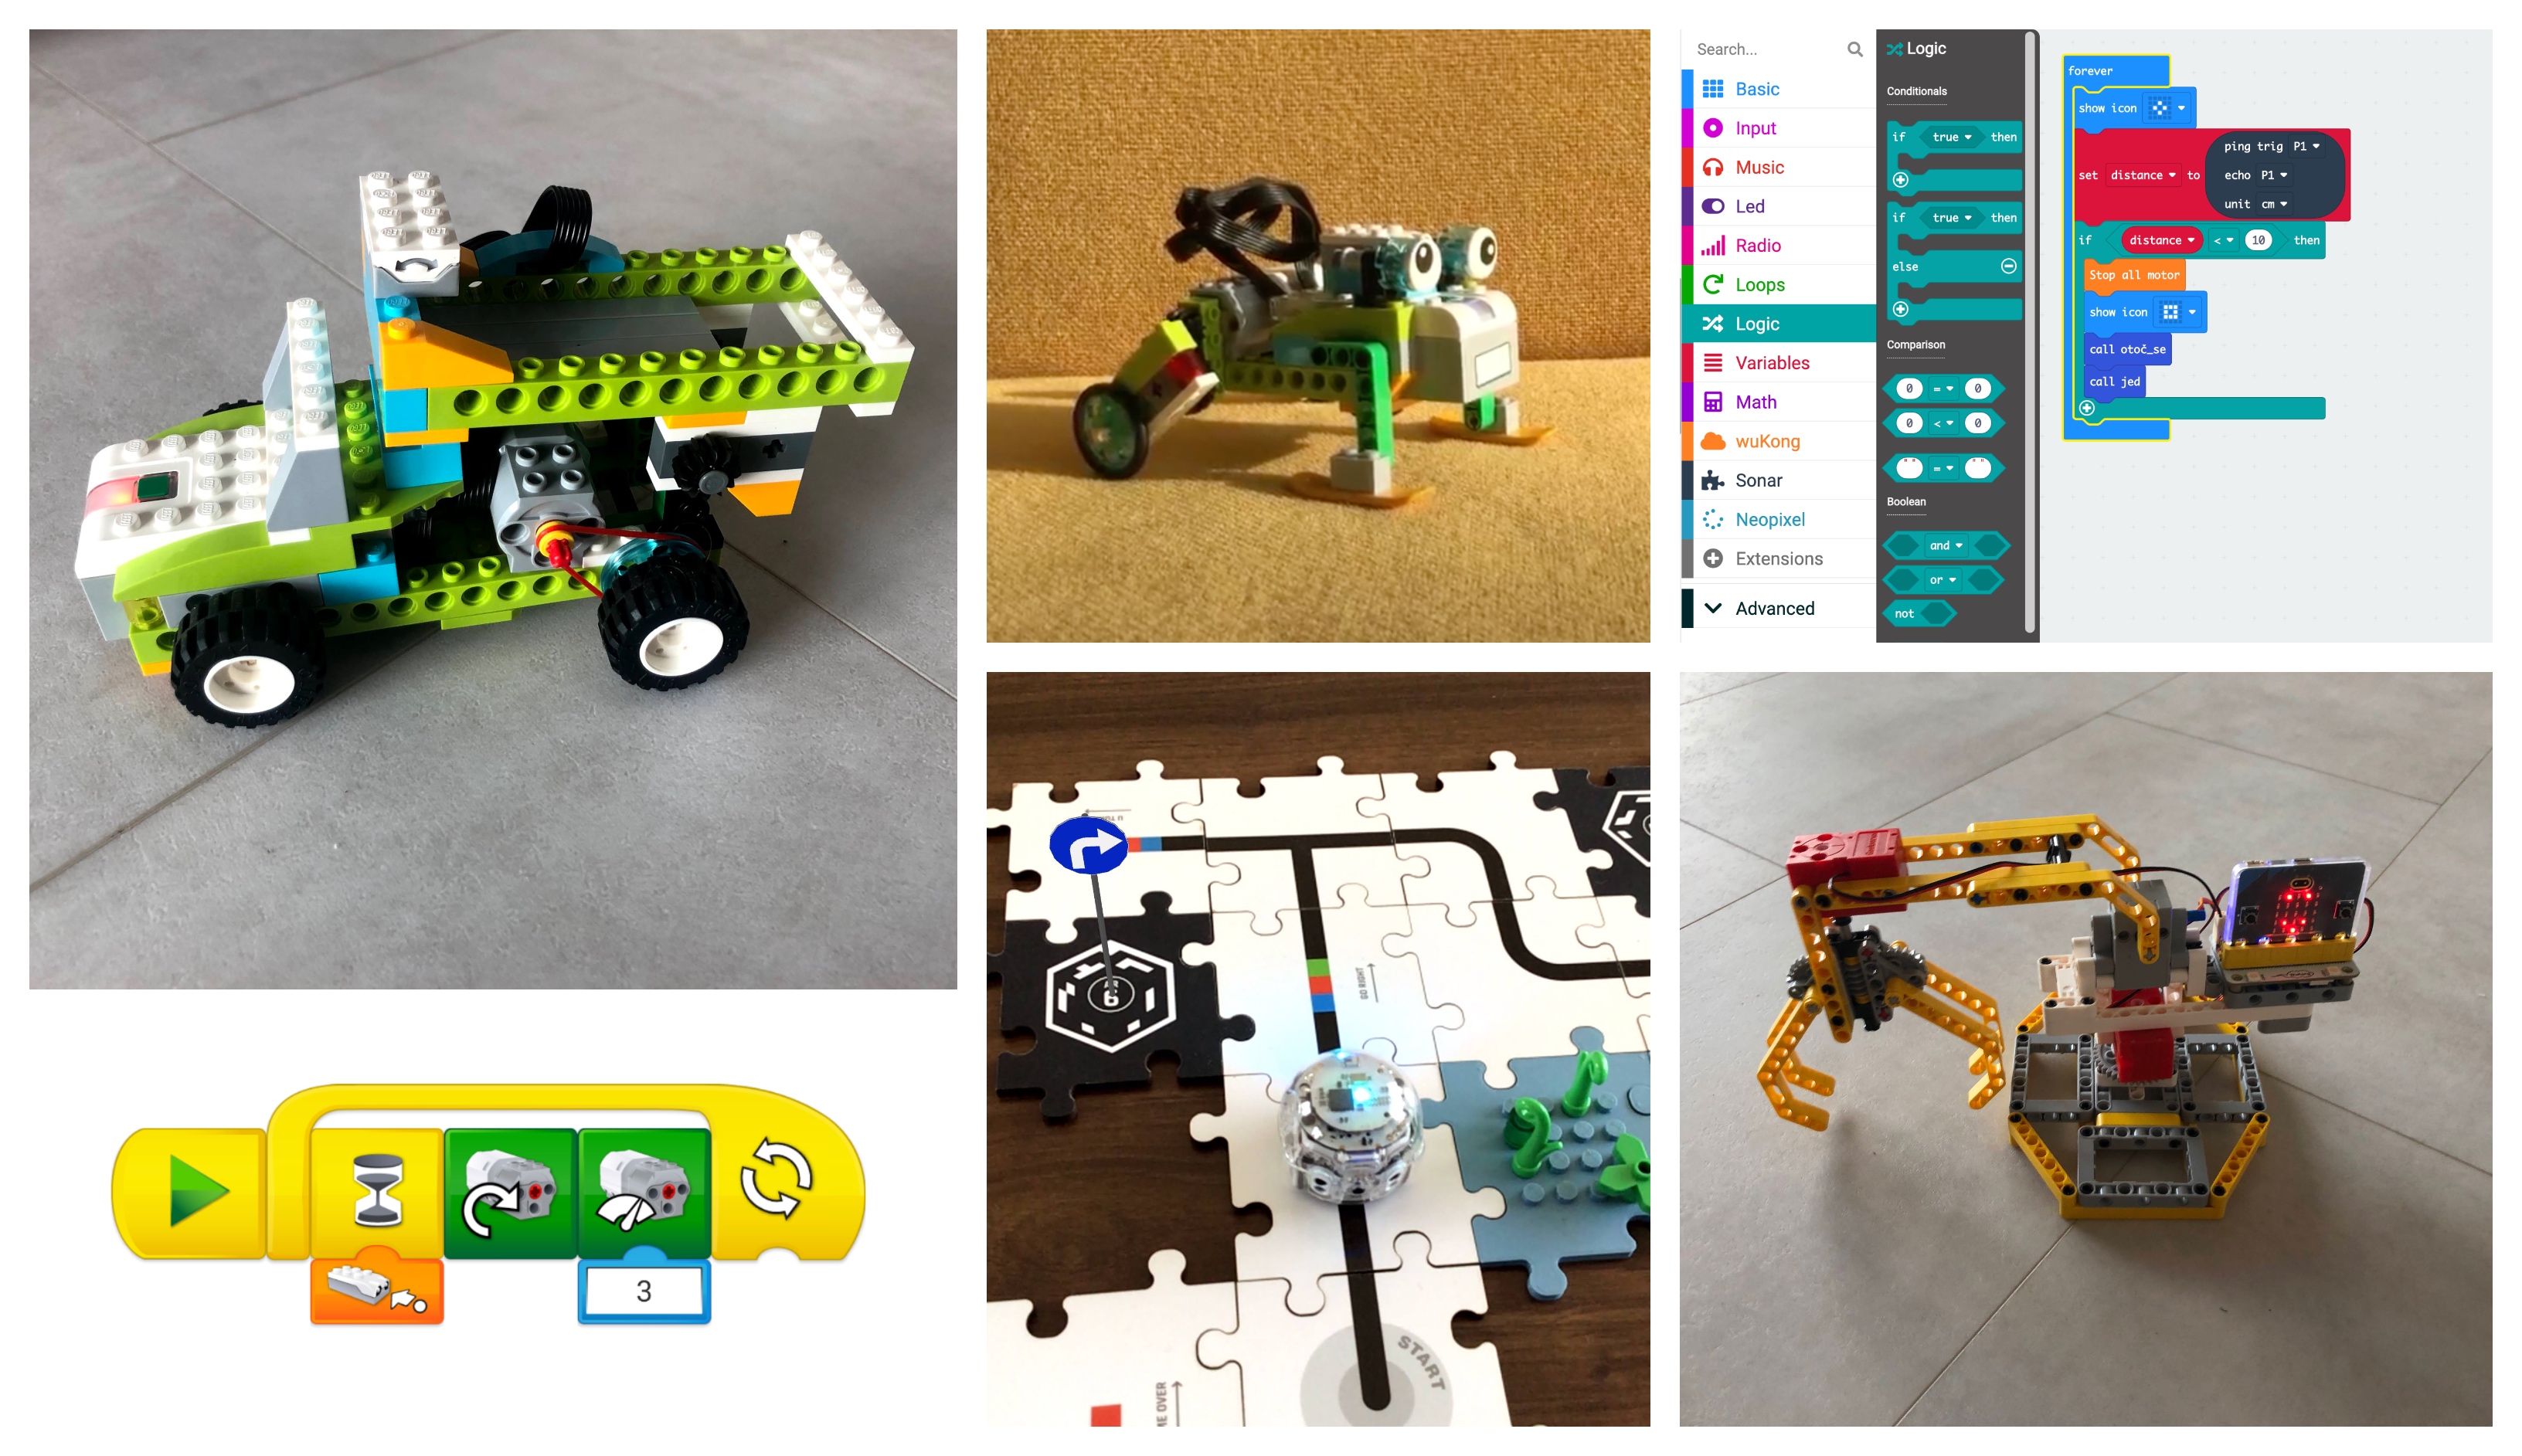 Search...
Basic
Input
Music
Led
Radio
Loops
Logic
Variables
Math
wuKong
Sonar
Neopixel
Extensions
Advanced
Logic
Conditionals
if true then
if true then
else
Comparison
0 = 0
0 < 0
" " = " "
Boolean
and
or
not
forever
show icon
set distance to ping trig P1
echo P1
unit cm
if distance < 10 then
Stop all motor
show icon
call otoč_se
call jed
3
U TURN
6
GO RIGHT
START